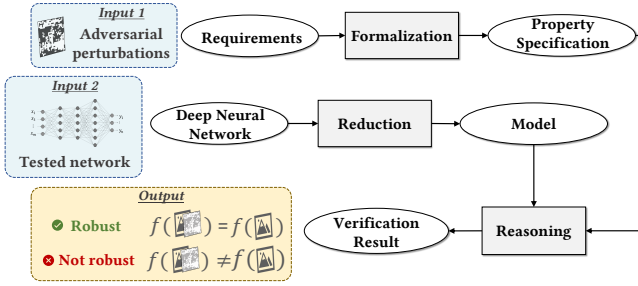 Input 1
Adversarial
perturbations
Requirements
Formalization
Property
Specification
Input 2
Tested network
Deep Neural
Network
Reduction
Model
Output
Robust f( ) = f( )
Not robust f( ) ≠ f( )
Verification
Result
Reasoning